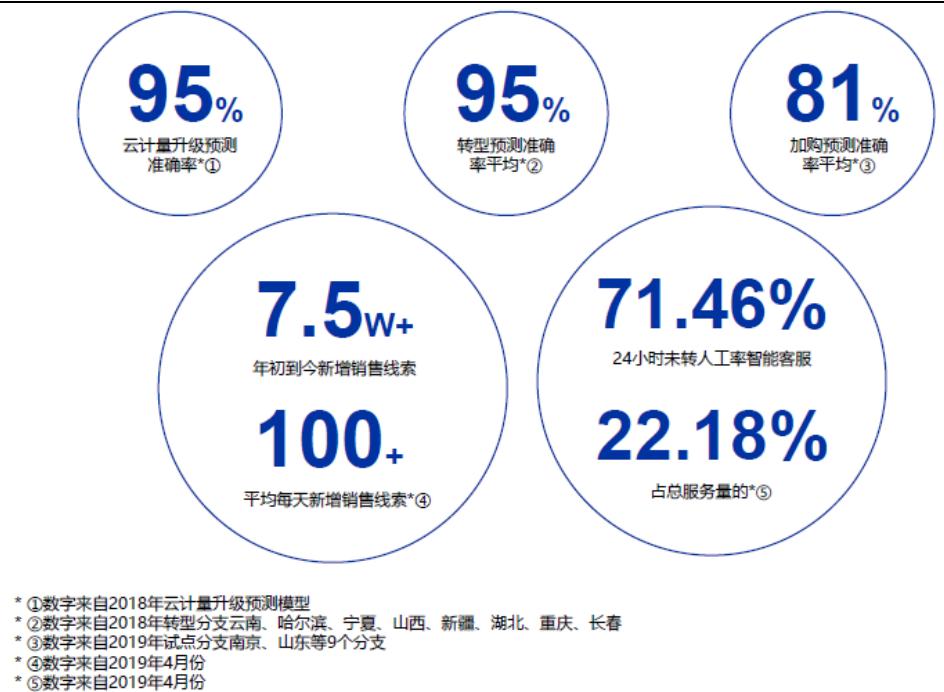 95%
云计量升级预测
准确率*①
95%
转型预测准确
率平均*②
81%
加购预测准确
率平均*③
7.5W+
年初到今新增销售线索
100+
平均每天新增销售线索*④
71.46%
24小时未转人工率智能客服
22.18%
占总服务量的*⑤
* ①数字来自2018年云计量升级预测模型
* ②数字来自2018年转型分支云南、哈尔滨、宁夏、山西、新疆、湖北、重庆、长春
* ③数字来自2019年试点分支南京、山东等9个分支
* ④数字来自2019年4月份
* ⑤数字来自2019年4月份